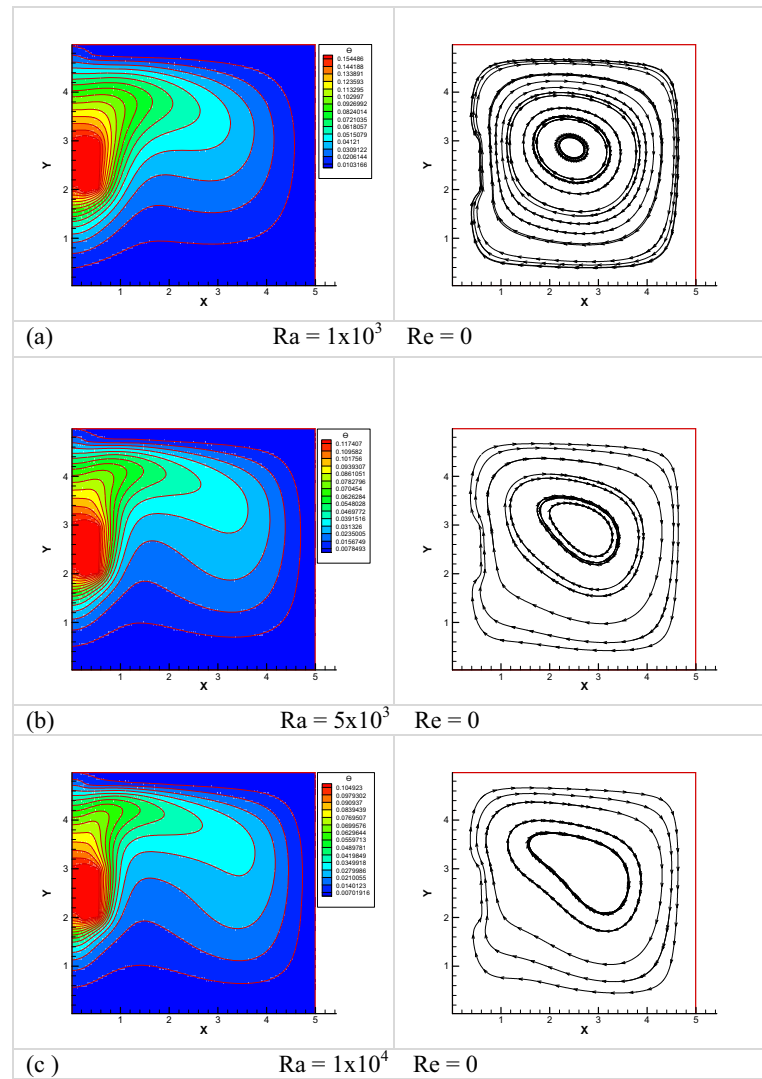 Θ
0.154486
0.144188
0.133891
0.123593
0.113295
0.102997
0.0926992
0.0824014
0.0721035
0.0618057
0.0515079
0.04121
0.0309122
0.0206144
0.0103166
Y
4
3
2
1
1 2 3 4 5
X
Y
4
3
2
1
1 2 3 4 5
X
(a) Ra = 1x10³ Re = 0
Θ
0.117407
0.109582
0.101756
0.0939307
0.0861051
0.0782796
0.070454
0.0626284
0.0548028
0.0469772
0.0391516
0.031326
0.0235005
0.0156749
0.0078493
Y
4
3
2
1
1 2 3 4 5
X
Y
4
3
2
1
1 2 3 4 5
X
(b) Ra = 5x10³ Re = 0
Θ
0.104923
0.0979302
0.090937
0.0839439
0.0769507
0.0699576
0.0629644
0.0559713
0.0489781
0.0419849
0.0349918
0.0279986
0.0210055
0.0140123
0.00701916
Y
4
3
2
1
1 2 3 4 5
X
Y
4
3
2
1
1 2 3 4 5
X
(c ) Ra = 1x10⁴ Re = 0